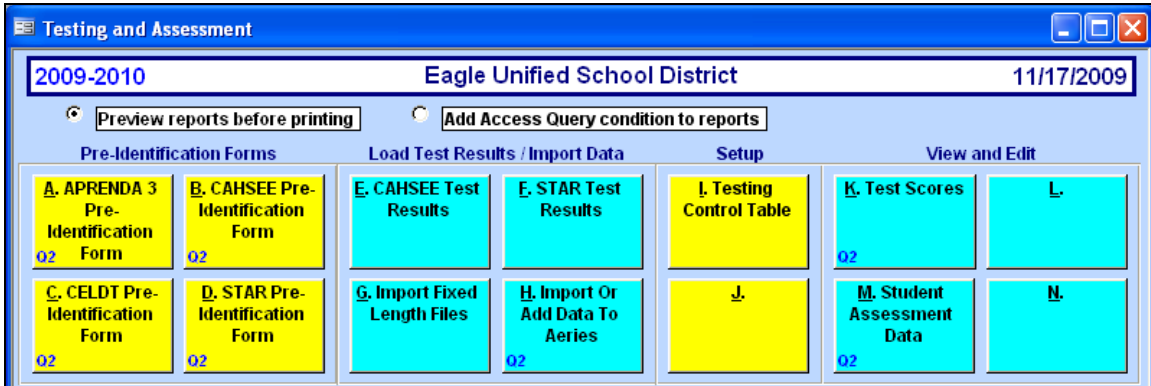 Testing and Assessment
2009-2010 Eagle Unified School District 11/17/2009
Preview reports before printing Add Access Query condition to reports
Pre-Identification Forms Load Test Results / Import Data Setup View and Edit
A. APRENDA 3
Pre-
Identification
Form
Q2
B. CAHSEE Pre-
Identification
Form
Q2
E. CAHSEE Test
Results
F. STAR Test
Results
I. Testing
Control Table
K. Test Scores
Q2
L.
C. CELDT Pre-
Identification
Form
Q2
D. STAR Pre-
Identification
Form
Q2
G. Import Fixed
Length Files
H. Import Or
Add Data To
Aeries
Q2
J.
M. Student
Assessment
Data
Q2
N.